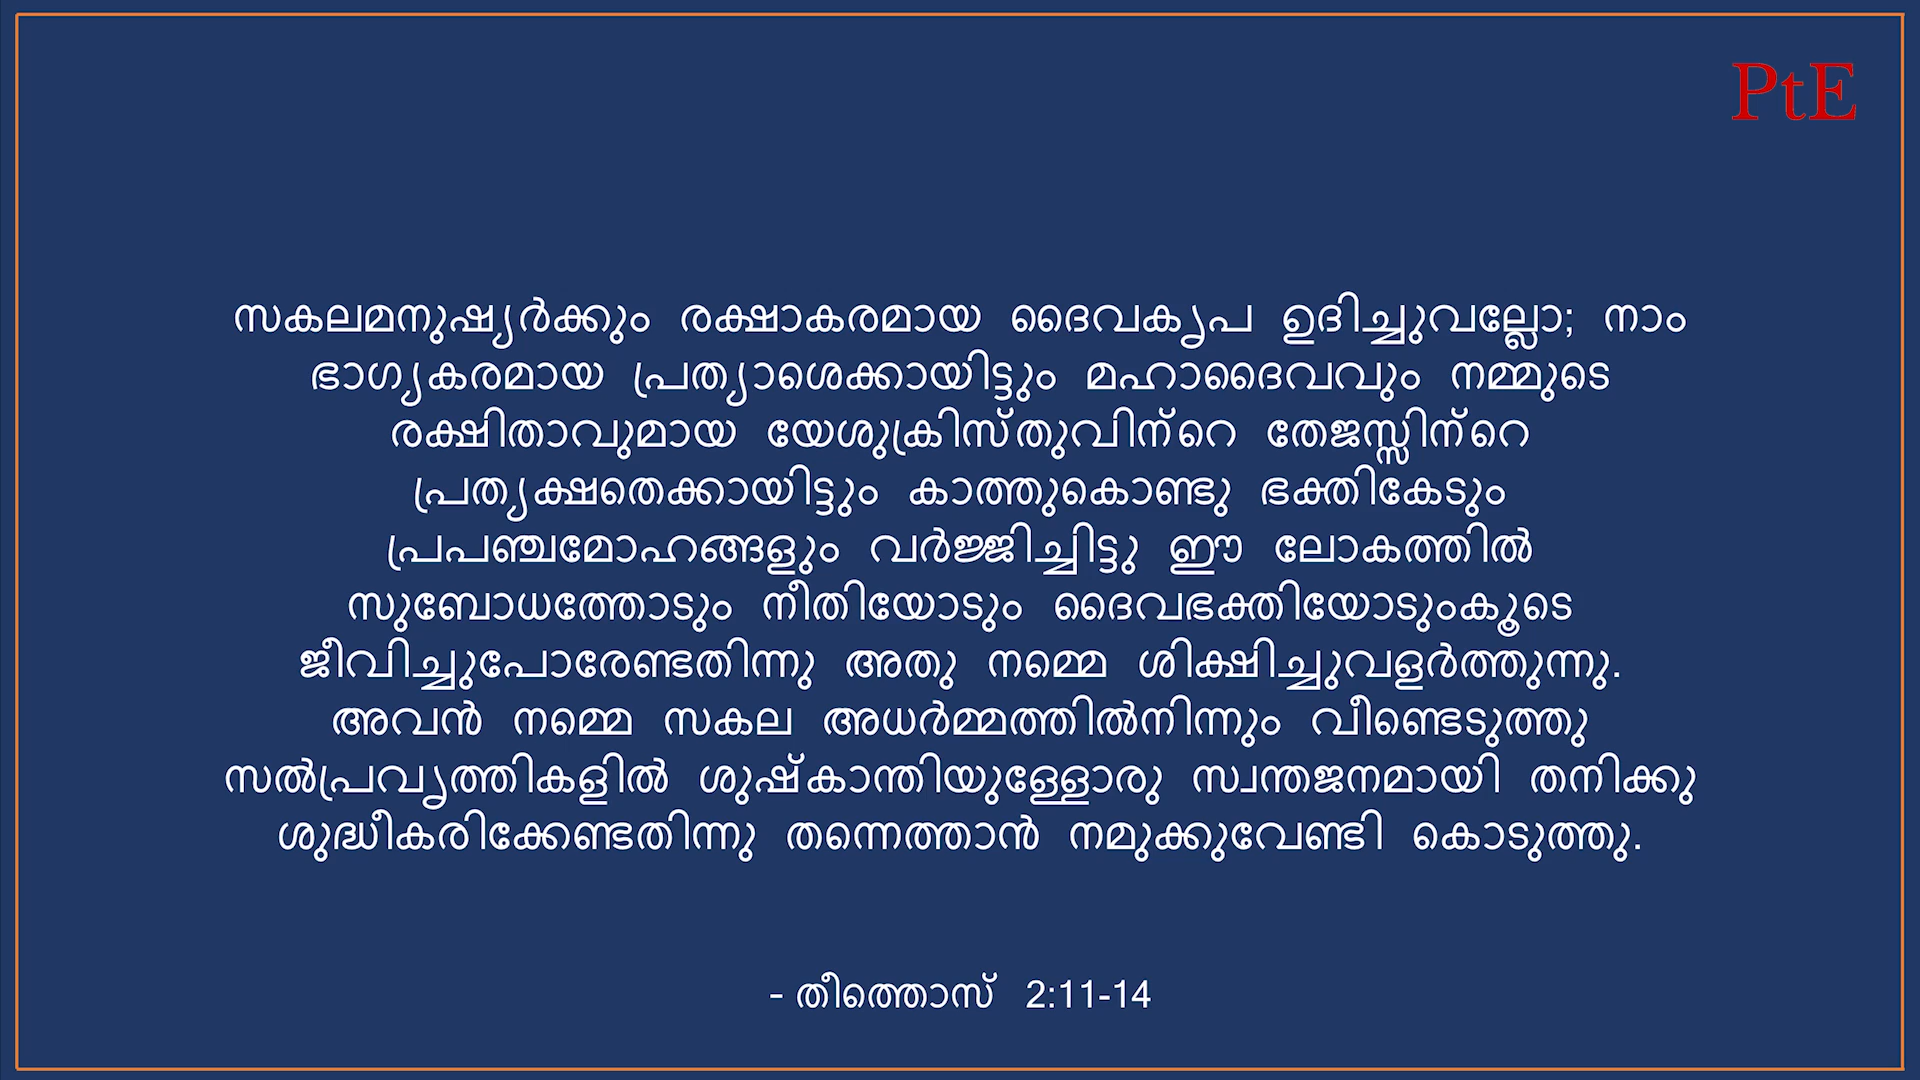 PtE
സകലമനുഷ്യർക്കും രക്ഷാകരമായ ദൈവകൃപ ഉദിച്ചുവല്ലോ; നാം
ഭാഗ്യകരമായ പ്രത്യാശെക്കായിട്ടും മഹാദൈവവും നമ്മുടെ
രക്ഷിതാവുമായ യേശുക്രിസ്തുവിന്റെ തേജസ്സിന്റെ
പ്രത്യക്ഷതെക്കായിട്ടും കാത്തുകൊണ്ടു ഭക്തികേടും
പ്രപഞ്ചമോഹങ്ങളും വർജ്ജിച്ചിട്ടു ഈ ലോകത്തിൽ
സുബോധത്തോടും നീതിയോടും ദൈവഭക്തിയോടുംകൂടെ
ജീവിച്ചുപോരേണ്ടതിന്നു അതു നമ്മെ ശിക്ഷിച്ചുവളർത്തുന്നു.
അവൻ നമ്മെ സകല അധർമ്മത്തിൽനിന്നും വീണ്ടെടുത്തു
സൽപ്രവൃത്തികളിൽ ശുഷ്കാന്തിയുള്ളോരു സ്വന്തജനമായി തനിക്കു
ശുദ്ധീകരിക്കേണ്ടതിന്നു തന്നെത്താൻ നമുക്കുവേണ്ടി കൊടുത്തു.
- തീത്തൊസ് 2:11-14